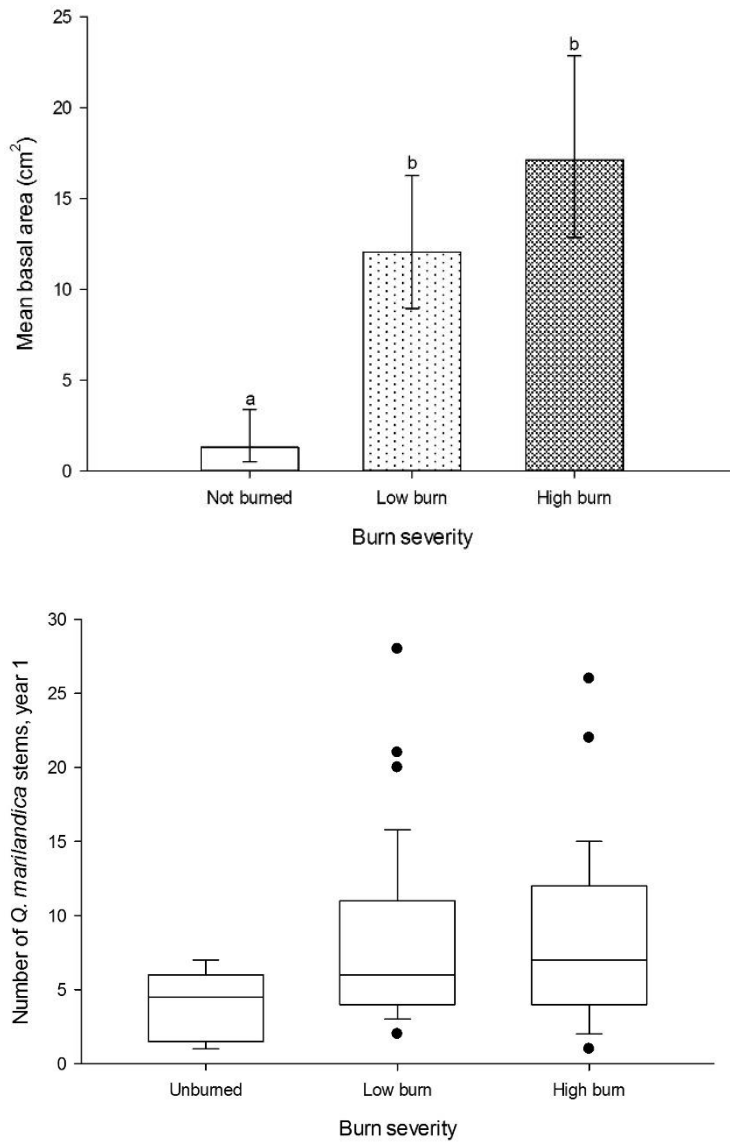 25
20
15
10
5
0
Mean basal area (cm²)
a
b
b
Not burned
Low burn
High burn
Burn severity
30
25
20
15
10
5
0
Number of Q. marilandica stems, year 1
Unburned
Low burn
High burn
Burn severity